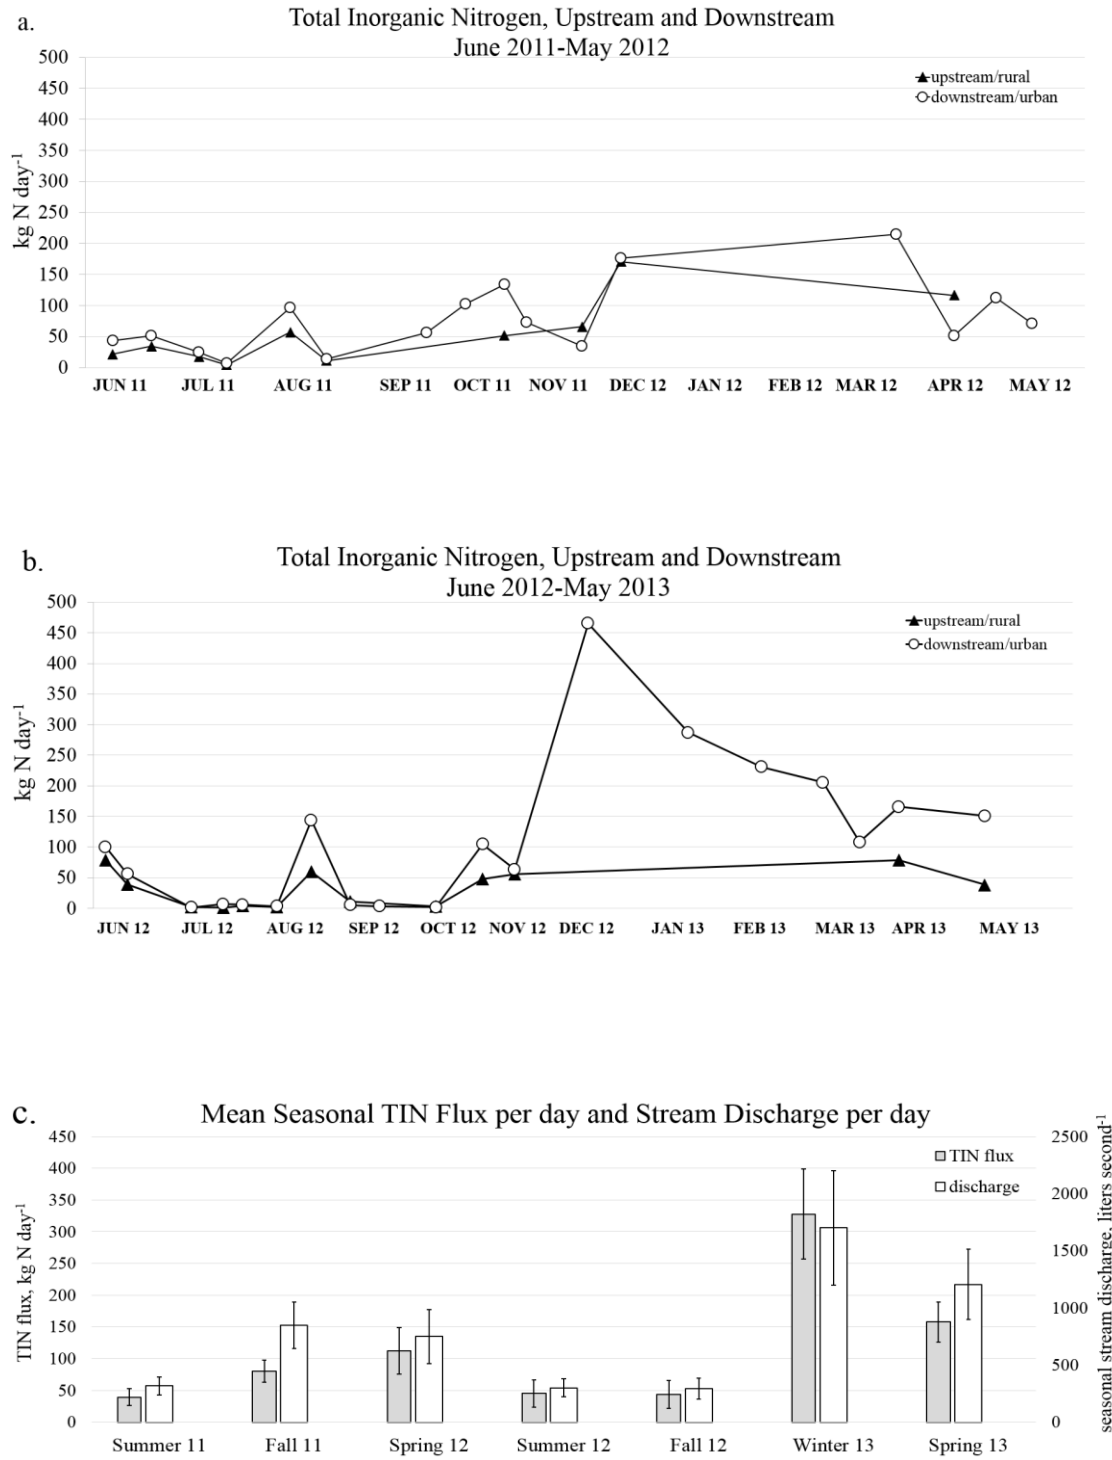 a.
Total Inorganic Nitrogen, Upstream and Downstream
June 2011-May 2012
500
450
400
350
300
250
200
150
100
50
0
kg N day⁻¹
upstream/rural
downstream/urban
JUN 11 JUL 11 AUG 11 SEP 11 OCT 11 NOV 11 DEC 12 JAN 12 FEB 12 MAR 12 APR 12 MAY 12
b.
Total Inorganic Nitrogen, Upstream and Downstream
June 2012-May 2013
500
450
400
350
300
250
200
150
100
50
0
kg N day⁻¹
upstream/rural
downstream/urban
JUN 12 JUL 12 AUG 12 SEP 12 OCT 12 NOV 12 DEC 12 JAN 13 FEB 13 MAR 13 APR 13 MAY 13
c.
Mean Seasonal TIN Flux per day and Stream Discharge per day
450
400
350
300
250
200
150
100
50
0
TIN flux, kg N day⁻¹
TIN flux
discharge
2500
2000
1500
1000
500
0
seasonal stream discharge, liters second⁻¹
Summer 11 Fall 11 Spring 12 Summer 12 Fall 12 Winter 13 Spring 13